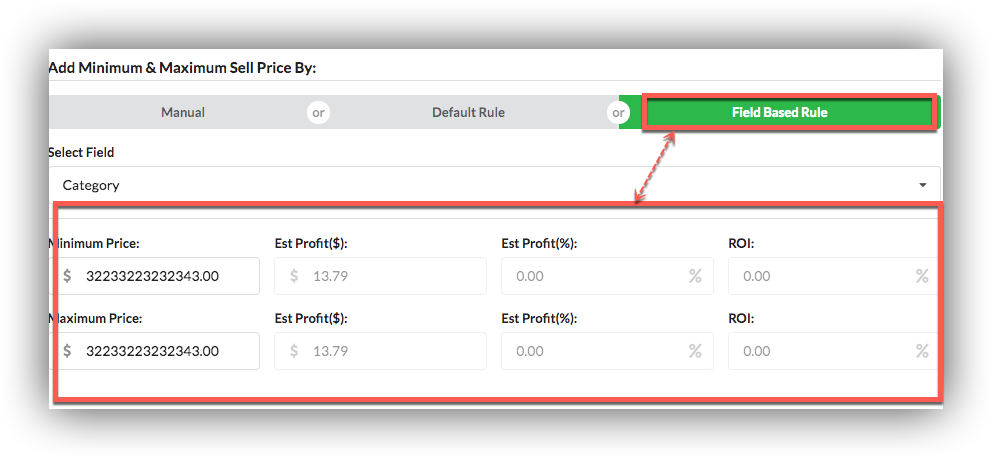 Add Minimum & Maximum Sell Price By:
Manual or Default Rule or Field Based Rule
Select Field
Category
Minimum Price: Est Profit($): Est Profit(%): ROI:
$ 32233223232343.00 $ 13.79 0.00 % 0.00 %
Maximum Price: Est Profit($): Est Profit(%): ROI:
$ 32233223232343.00 $ 13.79 0.00 % 0.00 %